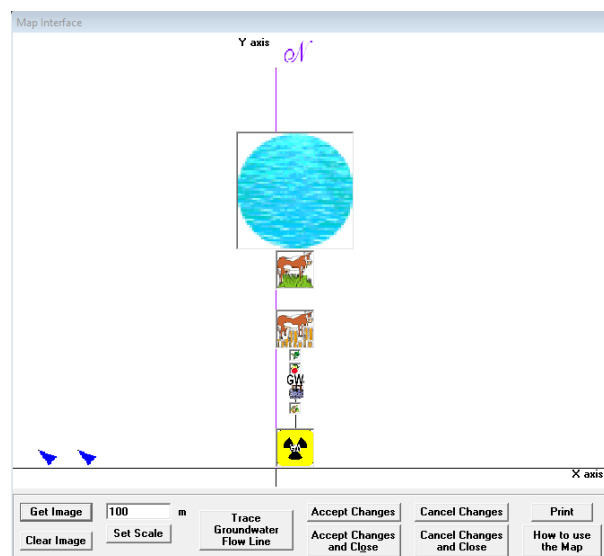 Map Interface
Y axis
N
GW
X axis
Get Image
100
m
Trace
Groundwater
Flow Line
Accept Changes
Cancel Changes
Print
Clear Image
Set Scale
Accept Changes
and Close
Cancel Changes
and Close
How to use
the Map